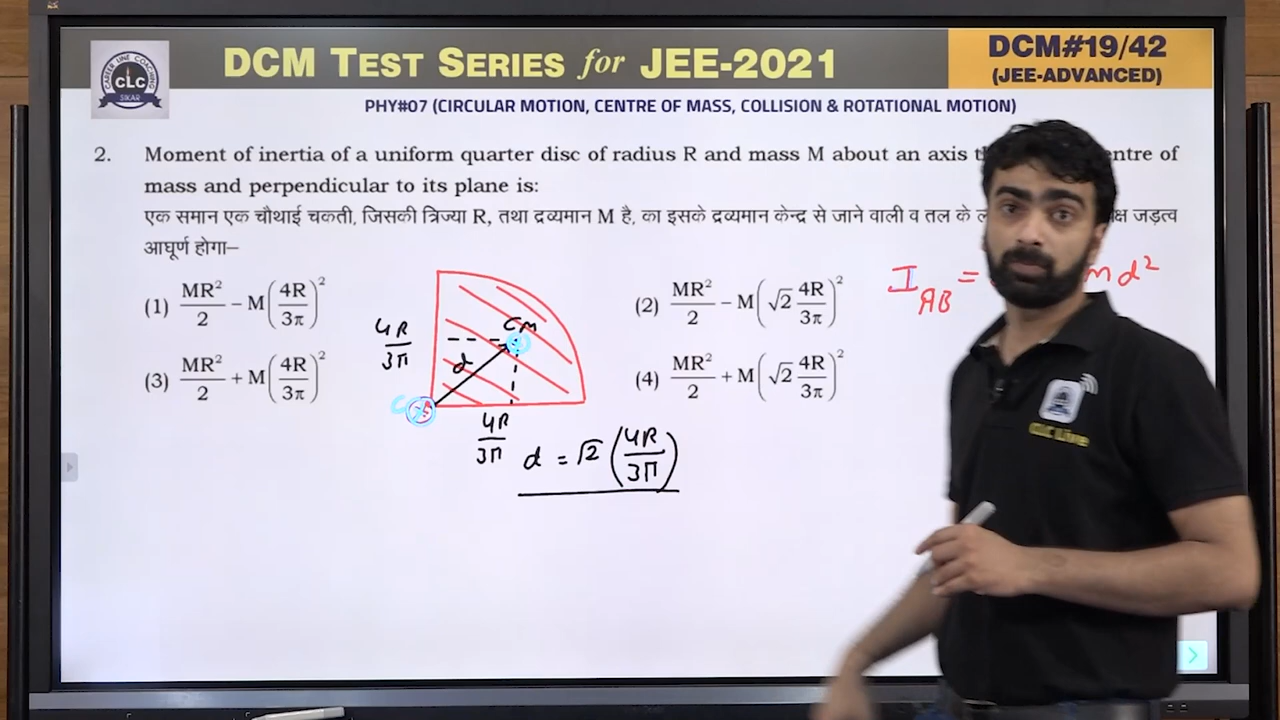 DCM TEST SERIES for JEE-2021
DCM#19/42
(JEE-ADVANCED)
CAREER LINE COACHING
CLC
SIKAR
PHY#07 (CIRCULAR MOTION, CENTRE OF MASS, COLLISION & ROTATIONAL MOTION)
2. Moment of inertia of a uniform quarter disc of radius R and mass M about an axis
mass and perpendicular to its plane is:
एक समान एक चौथाई चकती, जिसकी त्रिज्या R, तथा द्रव्यमान M है, का इसके द्रव्यमान केन्द्र से जाने वाली व तल के जड़त्व
आघूर्ण होगा–
(1) MR²/2 − M(4R/3π)²
(2) MR²/2 − M(√2 4R/3π)²
(3) MR²/2 + M(4R/3π)²
(4) MR²/2 + M(√2 4R/3π)²
I_AB = md²
CM
4R/3π
d
4R/3π
d = √2 (4R/3π)
CLC Live